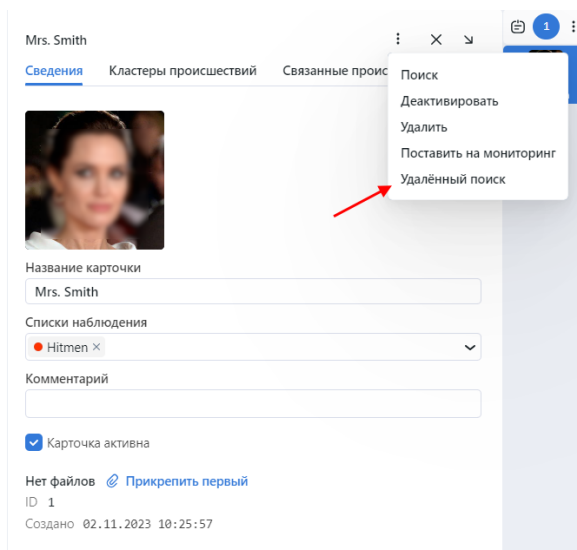 Mrs. Smith
1
Сведения Кластеры происшествий Связанные проис
Поиск
Деактивировать
Удалить
Поставить на мониторинг
Удалённый поиск
Название карточки
Mrs. Smith
Списки наблюдения
Hitmen ×
Комментарий
Карточка активна
Нет файлов Прикрепить первый
ID 1
Создано 02.11.2023 10:25:57